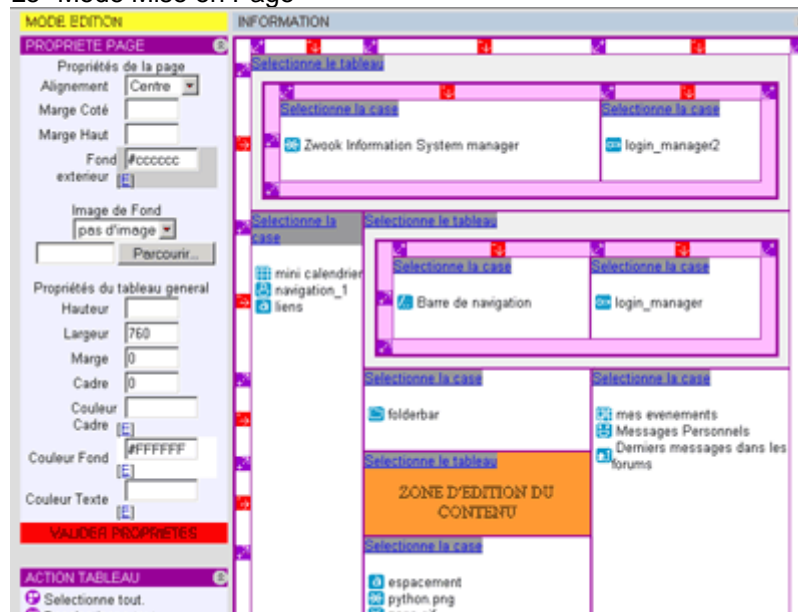 MODE EDITION
INFORMATION
PROPRIETE PAGE
Propriétés de la page
Alignement Centre
Marge Coté
Marge Haut
Fond exterieur #cccccc
[E]
Image de Fond
pas d'image
Parcourir...
Propriétés du tableau general
Hauteur
Largeur 760
Marge 0
Cadre 0
Couleur
Cadre [E]
Couleur Fond #FFFFFF
[E]
Couleur Texte
[E]
VALIDER PROPRIETES
ACTION TABLEAU
Selectionne tout.
Selectionne le tableau
Selectionne la case
Selectionne la case
Zwook Information System manager
login_manager2
Selectionne la
case
mini calendrier
navigation_1
liens
Selectionne le tableau
Selectionne la case
Selectionne la case
Barre de navigation
login_manager
Selectionne la case
folderbar
Selectionne la case
mes evenements
Messages Personnels
Derniers messages dans les
forums
Selectionne le tableau
ZONE D'EDITION DU
CONTENU
Selectionne la case
espacement
python.png